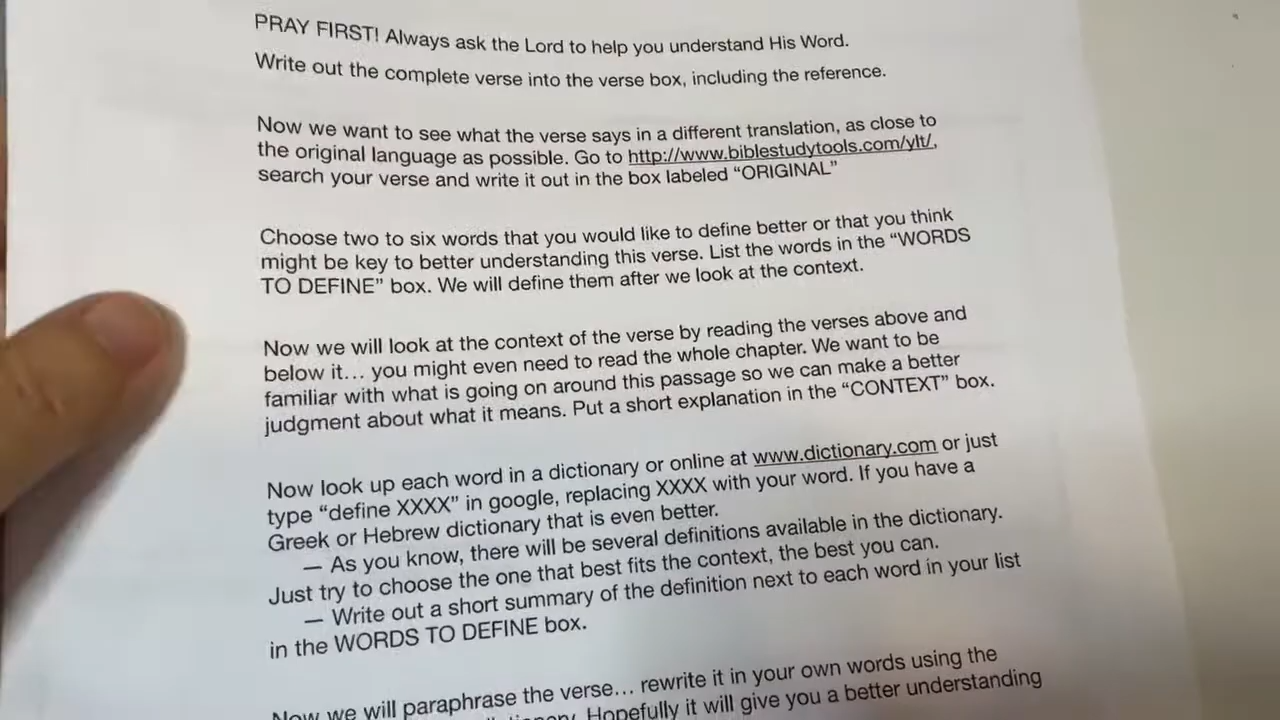 PRAY FIRST! Always ask the Lord to help you understand His Word.
Write out the complete verse into the verse box, including the reference.
Now we want to see what the verse says in a different translation, as close to
the original language as possible. Go to http://www.biblestudytools.com/ylt/,
search your verse and write it out in the box labeled “ORIGINAL”
Choose two to six words that you would like to define better or that you think
might be key to better understanding this verse. List the words in the “WORDS
TO DEFINE” box. We will define them after we look at the context.
Now we will look at the context of the verse by reading the verses above and
below it… you might even need to read the whole chapter. We want to be
familiar with what is going on around this passage so we can make a better
judgment about what it means. Put a short explanation in the “CONTEXT” box.
Now look up each word in a dictionary or online at www.dictionary.com or just
type “define XXXX” in google, replacing XXXX with your word. If you have a
Greek or Hebrew dictionary that is even better.
— As you know, there will be several definitions available in the dictionary.
Just try to choose the one that best fits the context, the best you can.
— Write out a short summary of the definition next to each word in your list
in the WORDS TO DEFINE box.
Now we will paraphrase the verse… rewrite it in your own words using the
Hopefully it will give you a better understanding